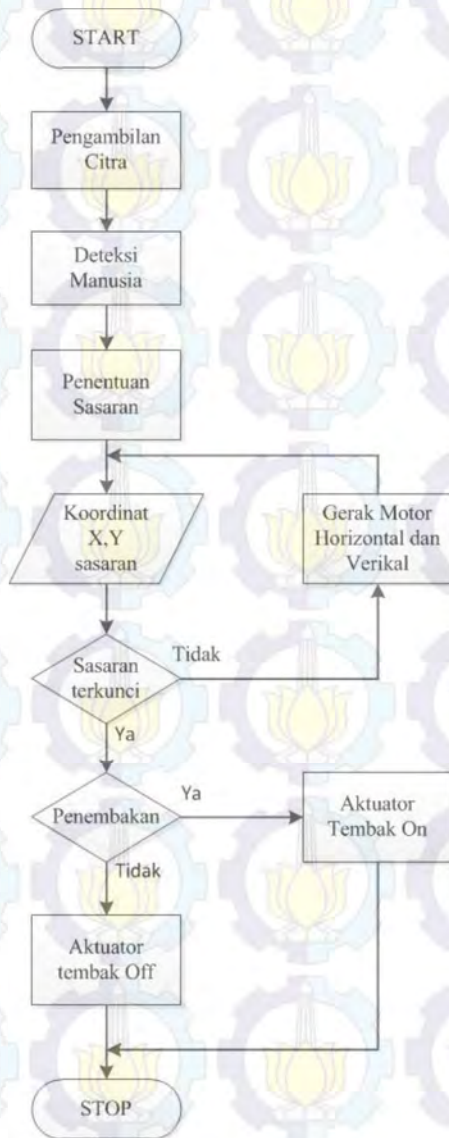 START
Pengambilan
Citra
Deteksi
Manusia
Penentuan
Sasaran
Koordinat
X,Y
sasaran
Gerak Motor
Horizontal dan
Verikal
Sasaran
terkunci
Tidak
Ya
Penembakan
Ya
Aktuator
Tembak On
Tidak
Aktuator
tembak Off
STOP